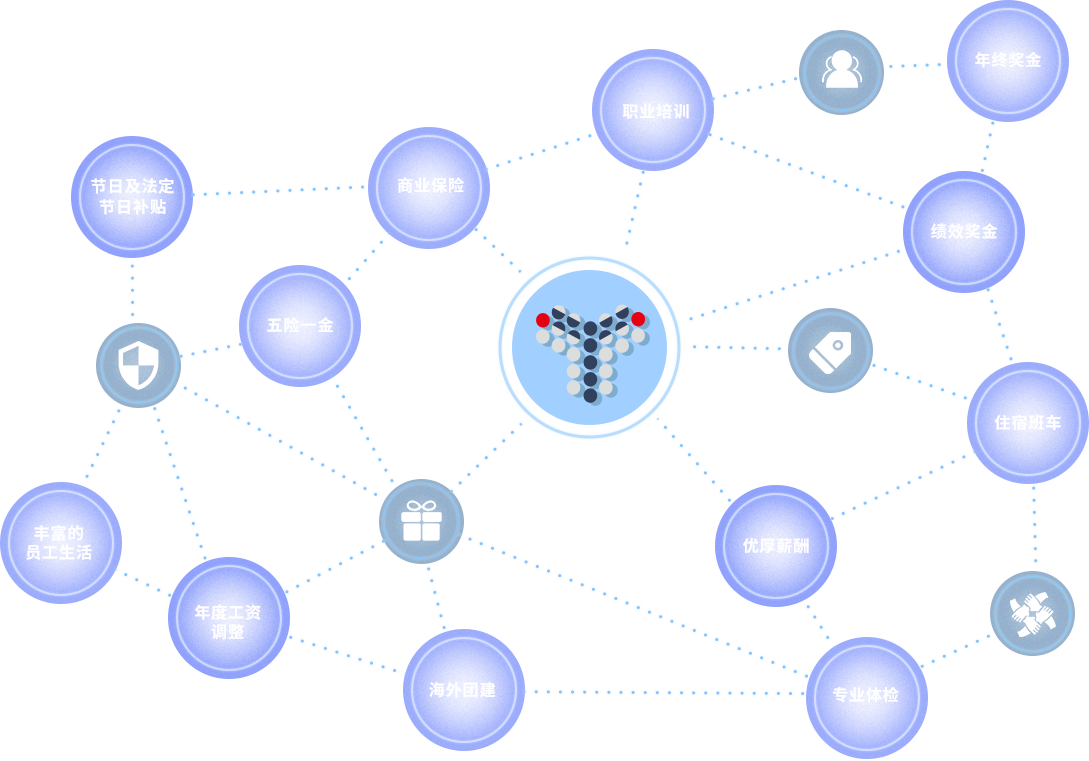 年终奖金
职业培训
节日及法定
节日补贴
商业保险
绩效奖金
五险一金
住宿班车
丰富的
员工生活
优厚薪酬
年度工资
调整
海外团建
专业体检